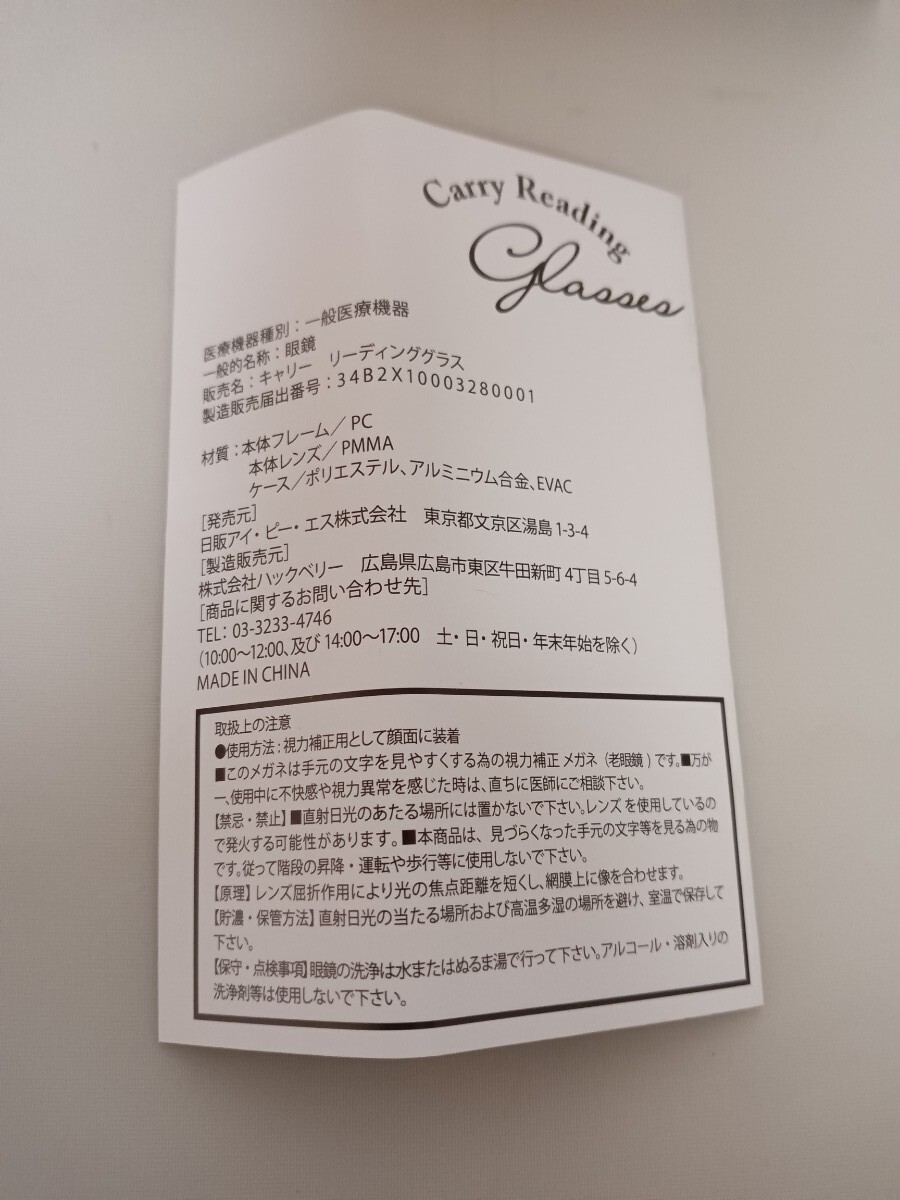 Carry Reading
Glasses
医療機器種別：一般医療機器
一般的名称：眼鏡
販売名：キャリー　リーディンググラス
製造販売届出番号：34B2X10003280001
材質：本体フレーム／PC
本体レンズ／PMMA
ケース／ポリエステル、アルミニウム合金、EVAC
［発売元］
日販アイ・ピー・エス株式会社　東京都文京区湯島1-3-4
［製造販売元］
株式会社ハックベリー　広島県広島市東区牛田新町4丁目5-6-4
［商品に関するお問い合わせ先］
TEL：03-3233-4746
（10:00～12:00、及び14:00～17:00　土・日・祝日・年末年始を除く）
MADE IN CHINA
取扱上の注意
●使用方法：視力補正用として顔面に装着
■このメガネは手元の文字を見やすくする為の視力補正メガネ（老眼鏡）です。■万が
一、使用中に不快感や視力異常を感じた時は、直ちに医師にご相談下さい。
【禁忌・禁止】■直射日光のあたる場所には置かないで下さい。レンズを使用しているの
で発火する可能性があります。■本商品は、見づらくなった手元の文字等を見る為の物
です。従って階段の昇降・運転や歩行等に使用しないで下さい。
【原理】レンズ屈折作用により光の焦点距離を短くし、網膜上に像を合わせます。
【貯濃・保管方法】直射日光の当たる場所および高温多湿の場所を避け、室温で保存して
下さい。
【保守・点検事項】眼鏡の洗浄は水またはぬるま湯で行って下さい。アルコール・溶剤入りの
洗浄剤等は使用しないで下さい。